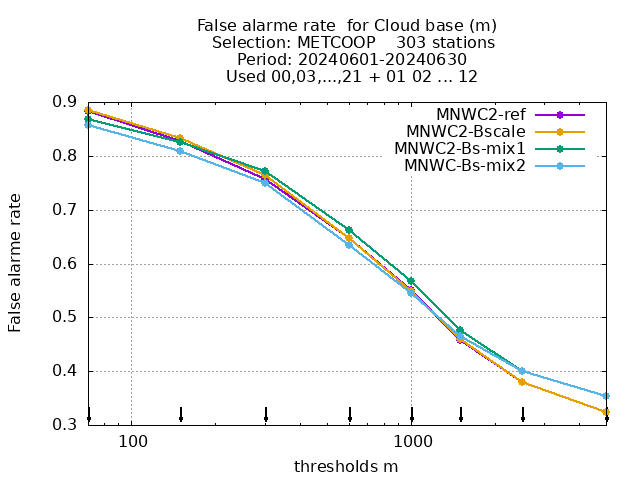 False alarme rate  for Cloud base (m)
Selection: METCOOP    303 stations
Period: 20240601-20240630
Used 00,03,...,21 + 01 02 ... 12
MNWC2-ref
MNWC2-Bscale
MNWC2-Bs-mix1
MNWC-Bs-mix2
0.9
0.8
0.7
0.6
0.5
0.4
0.3
False alarme rate
100
1000
thresholds m